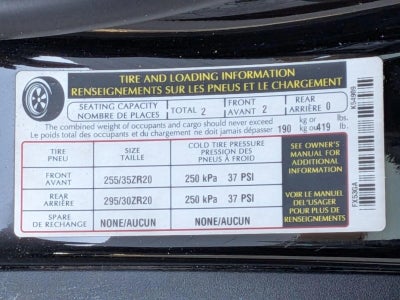 TIRE AND LOADING INFORMATION
RENSEIGNEMENTS SUR LES PNEUS ET LE CHARGEMENT
SEATING CAPACITY
NOMBRE DE PLACES
TOTAL 2
FRONT
AVANT 2
REAR
ARRIÈRE 0
The combined weight of occupants and cargo should never exceed
Le poids total des occupants et du chargement ne doit jamais dépasser 190 kg or lb.
kg ou 419 lb.
TIRE
PNEU
SIZE
TAILLE
COLD TIRE PRESSURE
PRESSION DES
PNEUS À FROID
SEE OWNER'S
MANUAL FOR
ADDITIONAL
INFORMATION
FRONT
AVANT
255/35ZR20
250 kPa 37 PSI
REAR
ARRIÈRE
295/30ZR20
250 kPa 37 PSI
VOIR LE MANUEL
DE L'USAGER
POUR PLUS DE
RENSEIGNEMENTS
SPARE
DE RECHANGE
NONE/AUCUN
NONE/AUCUN
FX53GA